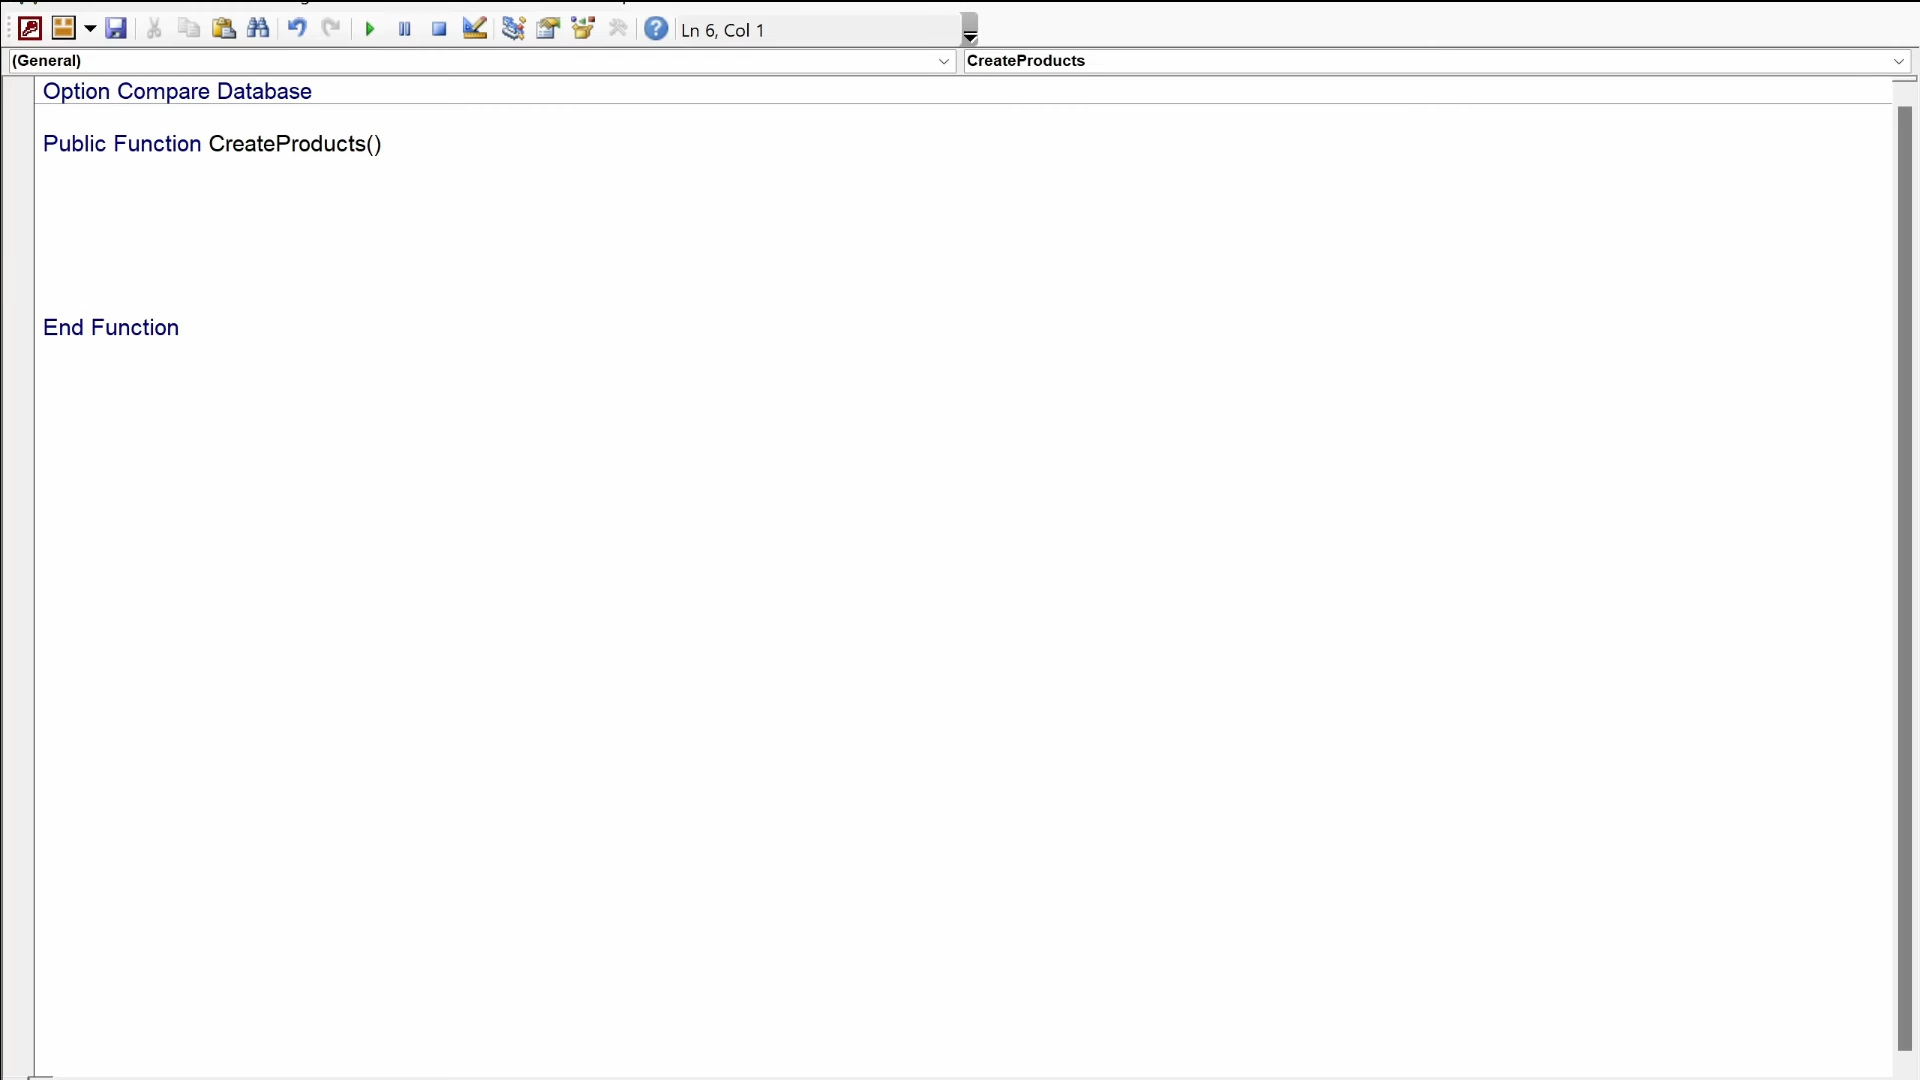 Ln 6, Col 1
(General)
CreateProducts
Option Compare Database
Public Function CreateProducts()
End Function